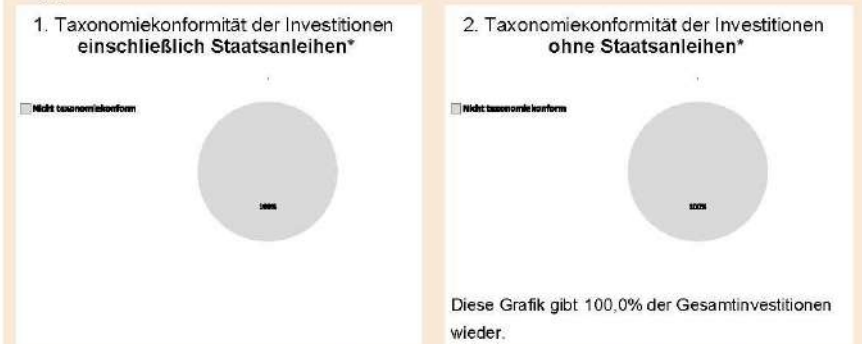 1. Taxonomiekonformität der Investitionen
einschließlich Staatsanleihen*
Nicht taxonomiekonform
100%
2. Taxonomiekonformität der Investitionen
ohne Staatsanleihen*
Nicht taxonomiekonform
100%
Diese Grafik gibt 100,0% der Gesamtinvestitionen
wieder.